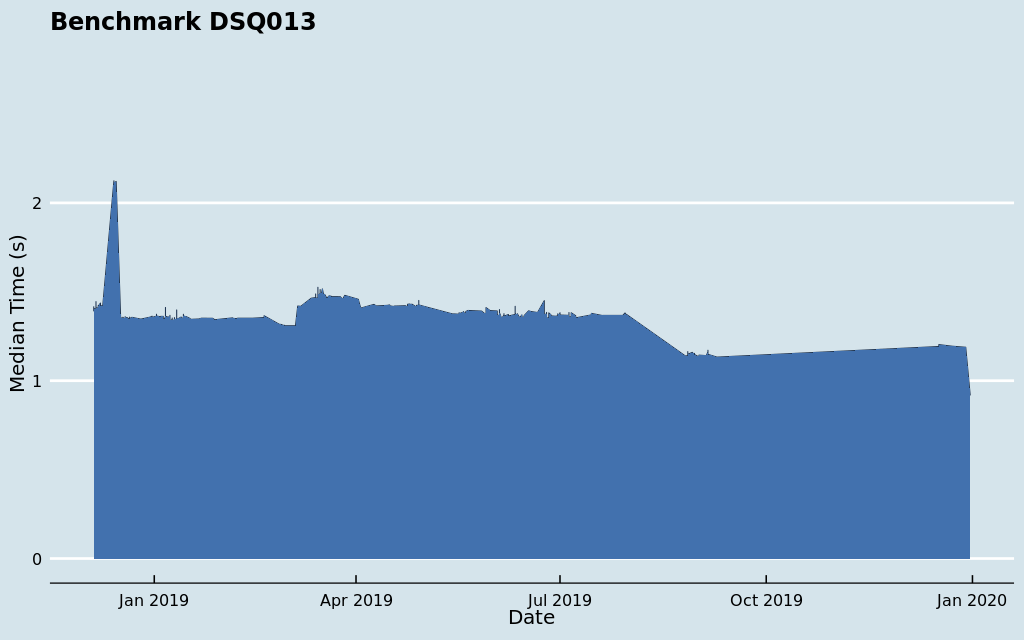 Benchmark DSQ013
Median Time (s)
2
1
0
Jan 2019
Apr 2019
Jul 2019
Oct 2019
Jan 2020
Date